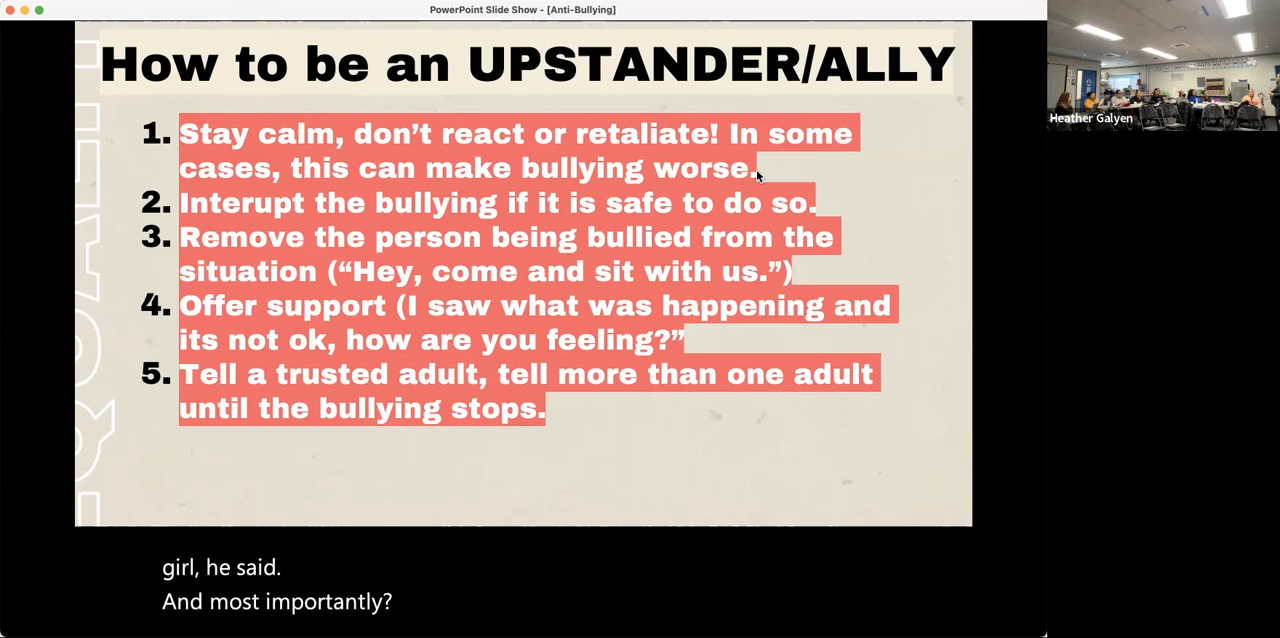 PowerPoint Slide Show - [Anti-Bullying]
How to be an UPSTANDER/ALLY
1. Stay calm, don’t react or retaliate! In some
cases, this can make bullying worse.
2. Interupt the bullying if it is safe to do so.
3. Remove the person being bullied from the
situation (“Hey, come and sit with us.”)
4. Offer support (I saw what was happening and
its not ok, how are you feeling?”
5. Tell a trusted adult, tell more than one adult
until the bullying stops.
girl, he said.
And most importantly?
Heather Galyen